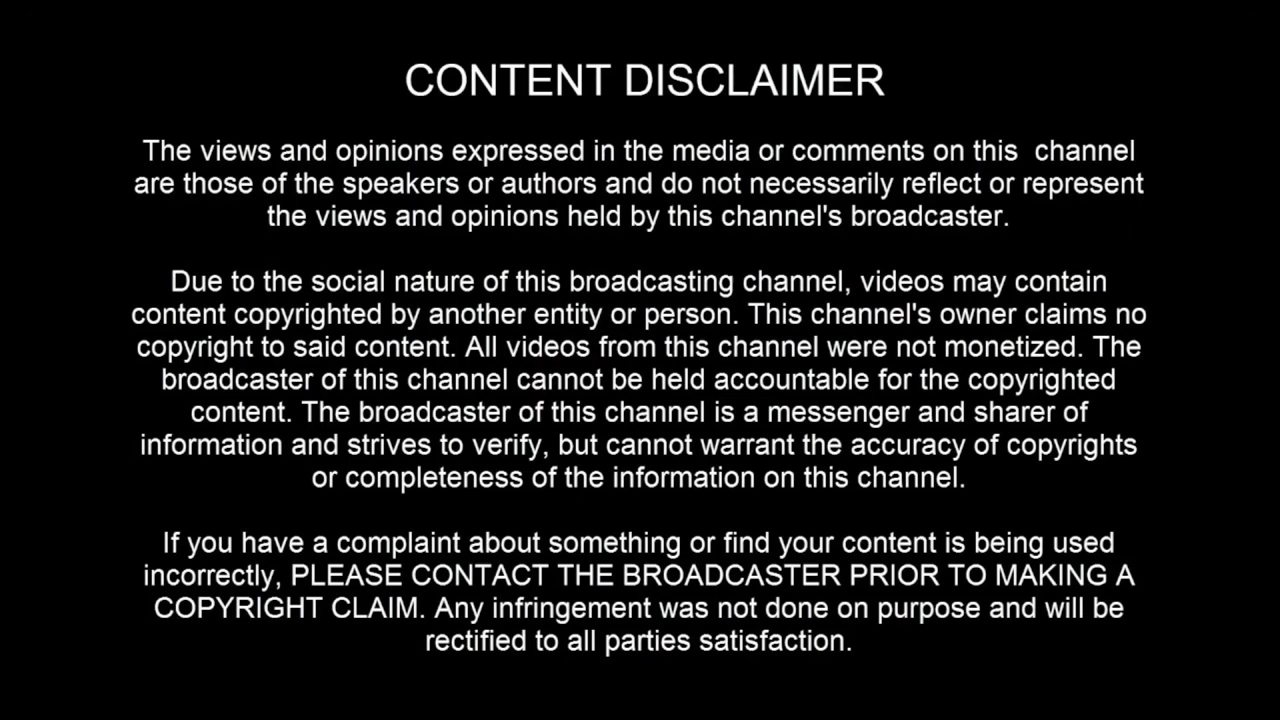 CONTENT DISCLAIMER
The views and opinions expressed in the media or comments on this  channel
are those of the speakers or authors and do not necessarily reflect or represent
the views and opinions held by this channel's broadcaster.
Due to the social nature of this broadcasting channel, videos may contain
content copyrighted by another entity or person. This channel's owner claims no
copyright to said content. All videos from this channel were not monetized. The
broadcaster of this channel cannot be held accountable for the copyrighted
content. The broadcaster of this channel is a messenger and sharer of
information and strives to verify, but cannot warrant the accuracy of copyrights
or completeness of the information on this channel.
If you have a complaint about something or find your content is being used
incorrectly, PLEASE CONTACT THE BROADCASTER PRIOR TO MAKING A
COPYRIGHT CLAIM. Any infringement was not done on purpose and will be
rectified to all parties satisfaction.